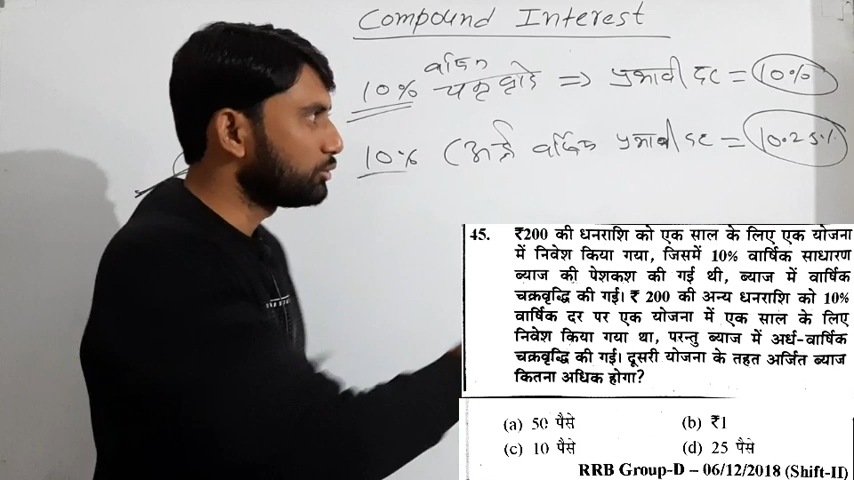 Compound Interest
10% वार्षिक चक्रवृद्धि => प्रभावी दर = 10%
10% (अर्द्ध वार्षिक प्रभावी दर = 10.25%
45. ₹200 की धनराशि को एक साल के लिए एक योजना
में निवेश किया गया, जिसमें 10% वार्षिक साधारण
ब्याज की पेशकश की गई थी, ब्याज में वार्षिक
चक्रवृद्धि की गई। ₹ 200 की अन्य धनराशि को 10%
वार्षिक दर पर एक योजना में एक साल के लिए
निवेश किया गया था, परन्तु ब्याज में अर्ध-वार्षिक
चक्रवृद्धि की गई। दूसरी योजना के तहत अर्जित ब्याज
कितना अधिक होगा?
(a) 50 पैसे (b) ₹1
(c) 10 पैसे (d) 25 पैसे
RRB Group-D – 06/12/2018 (Shift-II)